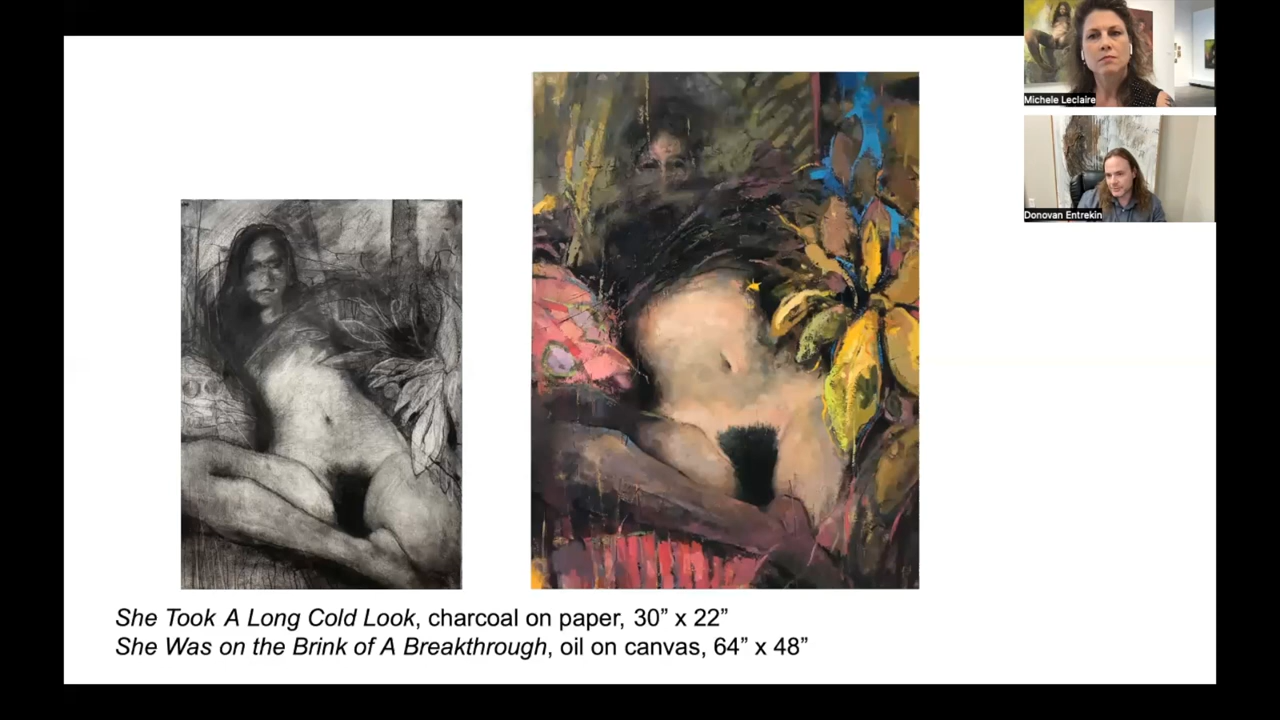 Michele Leclaire
Donovan Entrekin
She Took A Long Cold Look, charcoal on paper, 30” x 22”
She Was on the Brink of A Breakthrough, oil on canvas, 64” x 48”